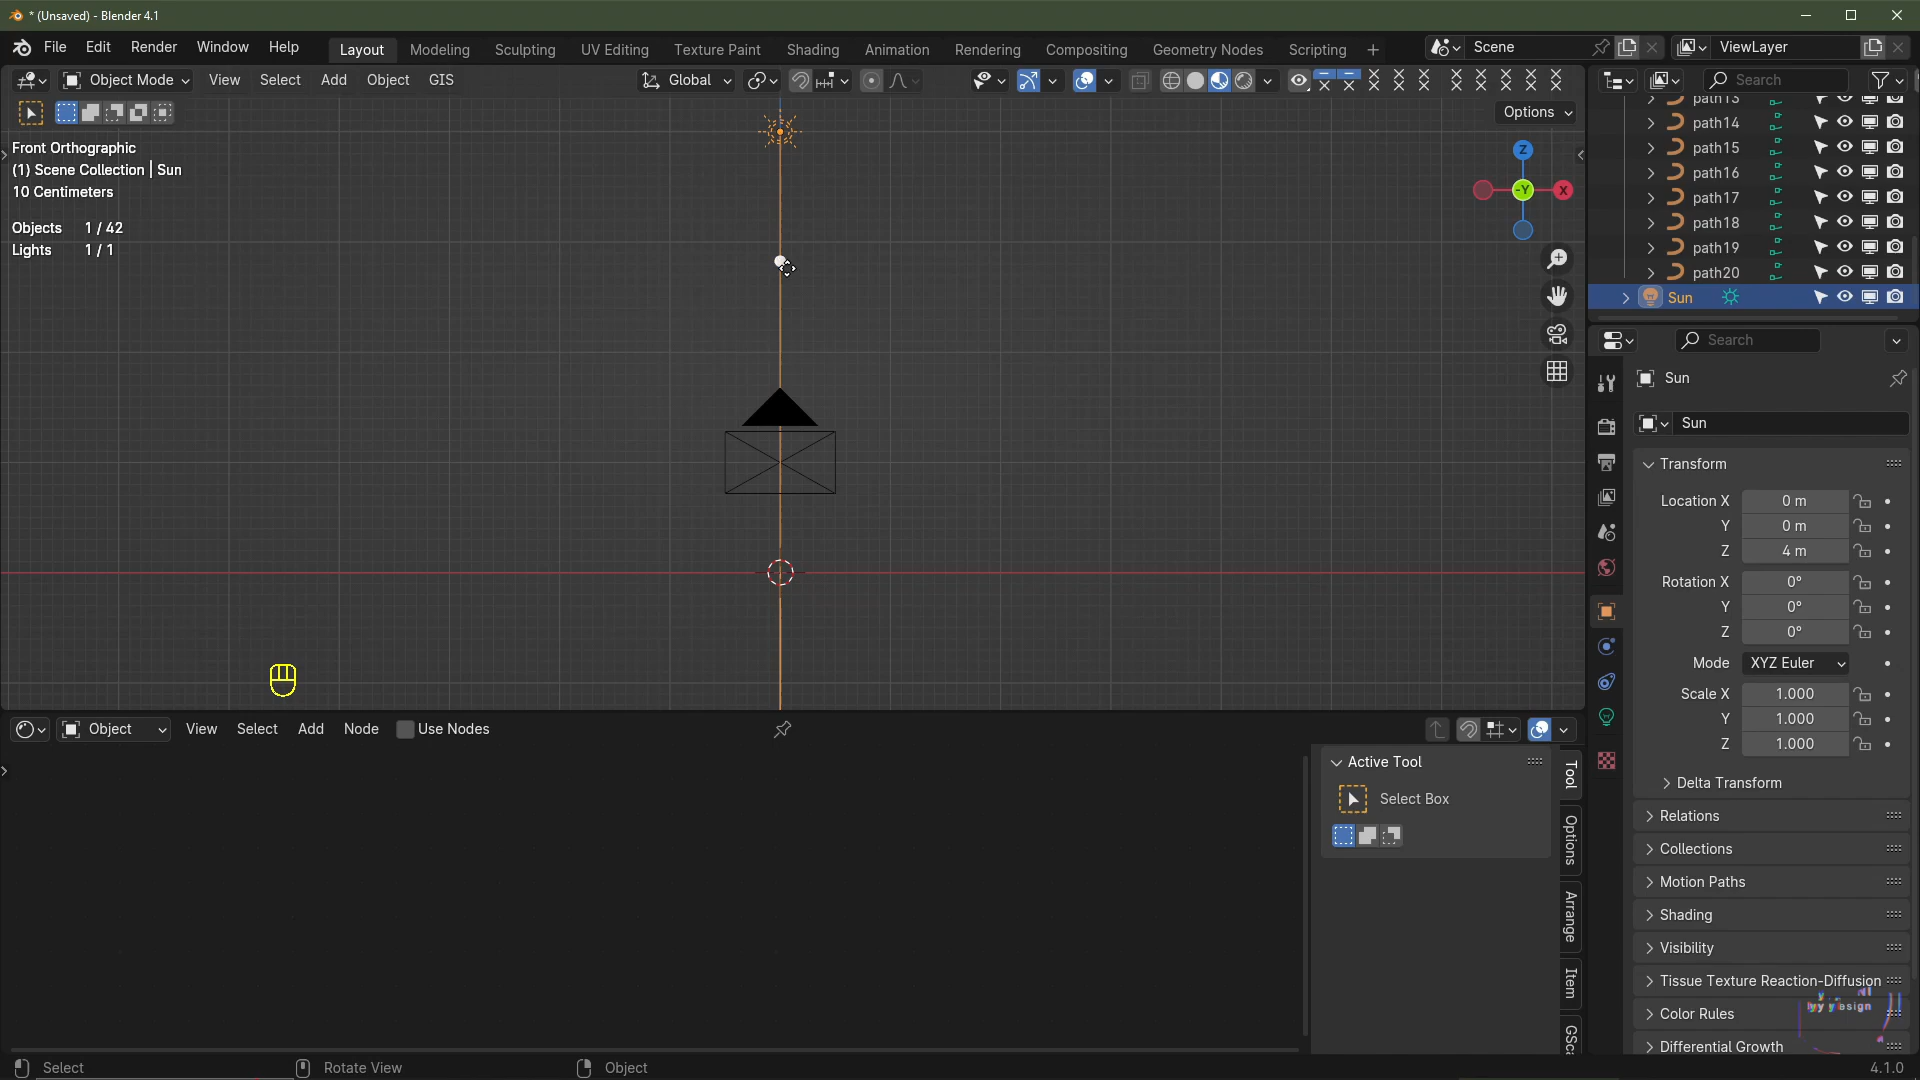 * (Unsaved) - Blender 4.1
File Edit Render Window Help Layout Modeling Sculpting UV Editing Texture Paint Shading Animation Rendering Compositing Geometry Nodes Scripting + Scene ViewLayer
Object Mode View Select Add Object GIS Global Search
Options
Front Orthographic
(1) Scene Collection | Sun
10 Centimeters
Objects 1 / 42
Lights 1 / 1
Z
-Y
X
path13
path14
path15
path16
path17
path18
path19
path20
Sun
Search
Sun
Sun
Transform
Location X 0 m
Y 0 m
Z 4 m
Rotation X 0°
Y 0°
Z 0°
Mode XYZ Euler
Scale X 1.000
Y 1.000
Z 1.000
Delta Transform
Relations
Collections
Motion Paths
Shading
Visibility
Tissue Texture Reaction-Diffusion
Color Rules
Differential Growth
Object View Select Add Node Use Nodes
Active Tool
Select Box
Tool
Options
Arrange
Item
GSca
Select Rotate View Object 4.1.0